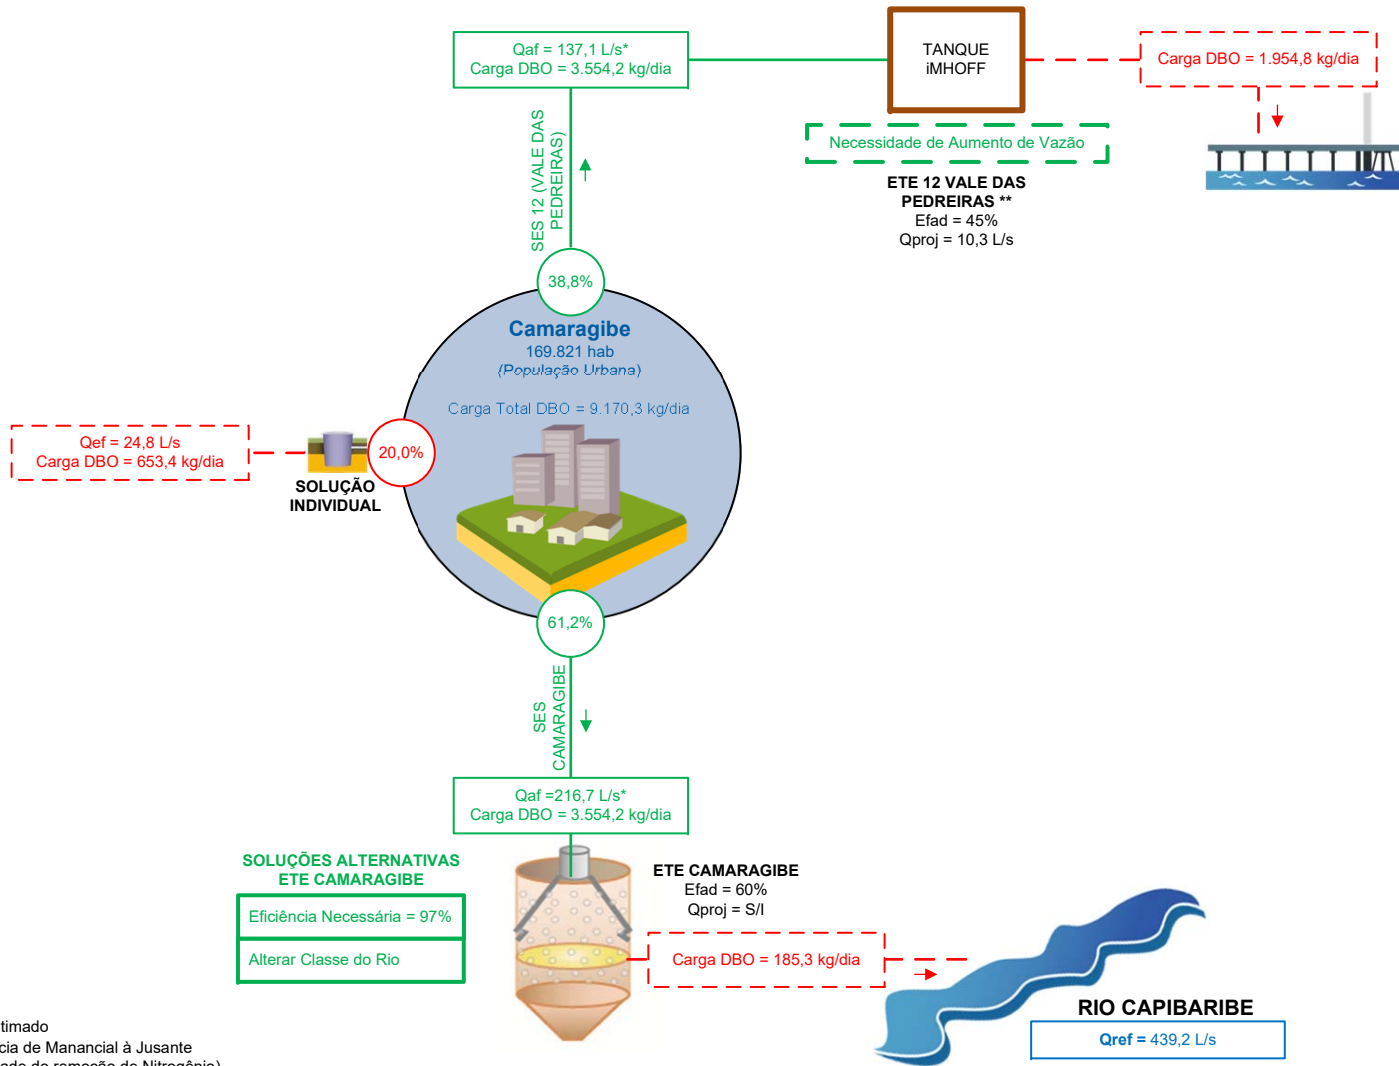 Qaf = 137,1 L/s*
Carga DBO = 3.554,2 kg/dia
TANQUE
iMHOFF
Carga DBO = 1.954,8 kg/dia
Necessidade de Aumento de Vazão
ETE 12 VALE DAS
PEDREIRAS **
Efad = 45%
Qproj = 10,3 L/s
SES 12 (VALE DAS
PEDREIRAS)
38,8%
Camaragibe
169.821 hab
(População Urbana)
Carga Total DBO = 9.170,3 kg/dia
Qef = 24,8 L/s
Carga DBO = 653,4 kg/dia
20,0%
SOLUÇÃO
INDIVIDUAL
61,2%
SES
CAMARAGIBE
Qaf =216,7 L/s*
Carga DBO = 3.554,2 kg/dia
SOLUÇÕES ALTERNATIVAS
ETE CAMARAGIBE
Eficiência Necessária = 97%
Alterar Classe do Rio
ETE CAMARAGIBE
Efad = 60%
Qproj = S/I
Carga DBO = 185,3 kg/dia
RIO CAPIBARIBE
Qref = 439,2 L/s
timado
cia de Manancial à Jusante
ade de remoção de Nitrogênio)